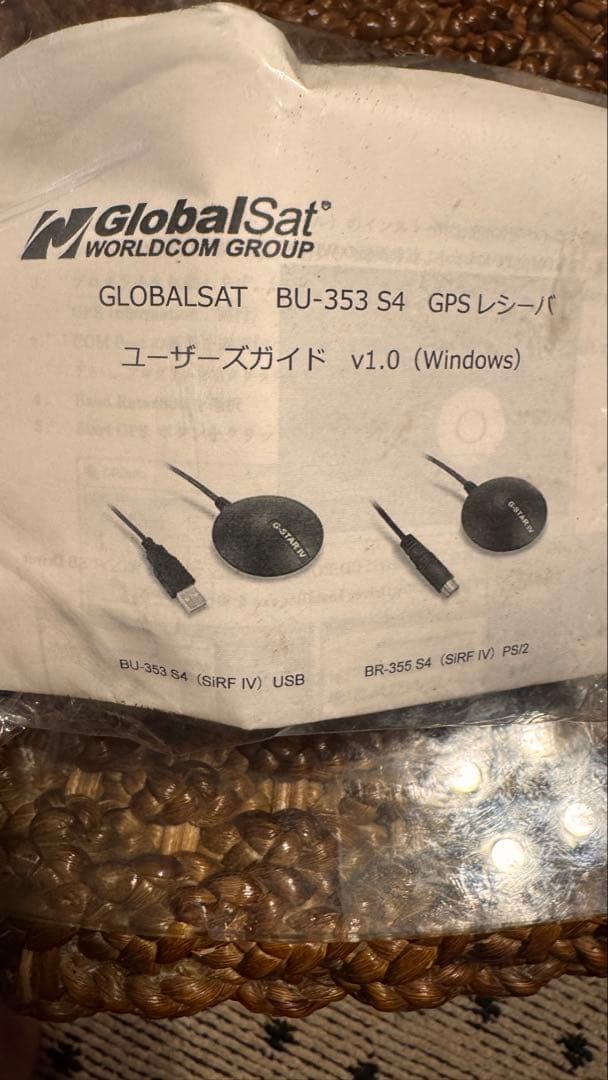 GlobalSat®
WORLDCOM GROUP
GLOBALSAT BU-353 S4 GPSレシーバ
ユーザーズガイド v1.0（Windows）
G-STAR IV
G-STAR IV
BU-353 S4（SiRF IV）USB
BR-355 S4（SiRF IV）PS/2